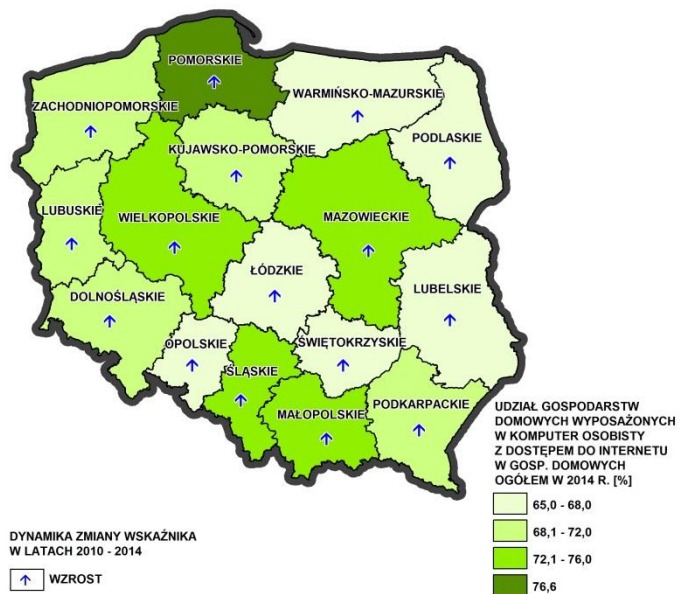 POMORSKIE
WARMIŃSKO-MAZURSKIE
ZACHODNIOPOMORSKIE
PODLASKIE
KUJAWSKO-POMORSKIE
LUBUSKIE
WIELKOPOLSKIE
MAZOWIECKIE
ŁÓDZKIE
LUBELSKIE
DOLNOŚLĄSKIE
OPOLSKIE
ŚWIĘTOKRZYSKIE
ŚLĄSKIE
MAŁOPOLSKIE
PODKARPACKIE
UDZIAŁ GOSPODARSTW
DOMOWYCH WYPOSAŻONYCH
W KOMPUTER OSOBISTY
Z DOSTĘPEM DO INTERNETU
W GOSP. DOMOWYCH
OGÓŁEM W 2014 R. [%]
65,0 - 68,0
68,1 - 72,0
72,1 - 76,0
76,6
DYNAMIKA ZMIANY WSKAŹNIKA
W LATACH 2010 - 2014
WZROST